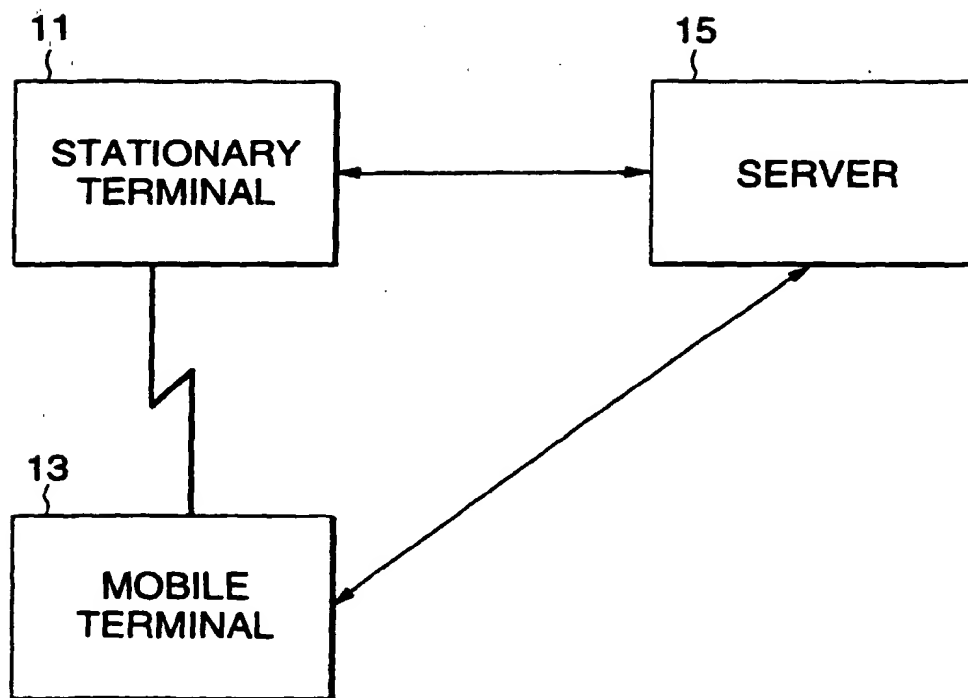 11
STATIONARY
TERMINAL
15
SERVER
13
MOBILE
TERMINAL